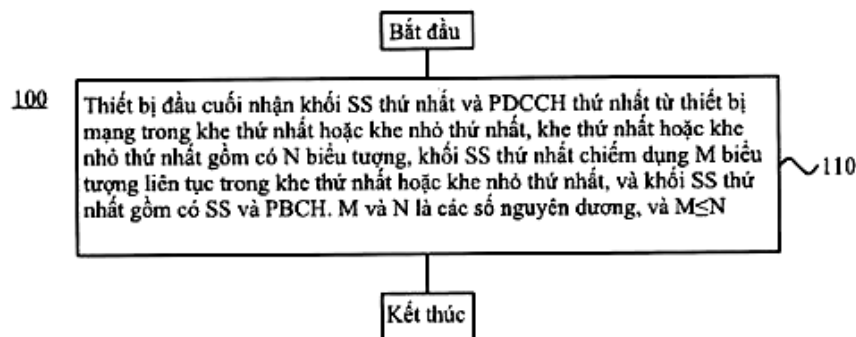 Bắt đầu
100
Thiết bị đầu cuối nhận khối SS thứ nhất và PDCCH thứ nhất từ thiết bị
mạng trong khe thứ nhất hoặc khe nhỏ thứ nhất, khe thứ nhất hoặc khe
nhỏ thứ nhất gồm có N biểu tượng, khối SS thứ nhất chiếm dụng M biểu
tượng liên tục trong khe thứ nhất hoặc khe nhỏ thứ nhất, và khối SS thứ
nhất gồm có SS và PBCH. M và N là các số nguyên dương, và M≤N
110
Kết thúc